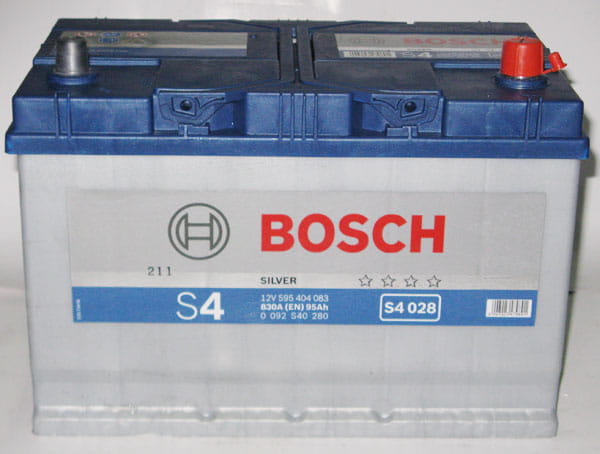 BOSCH
211
SILVER
S4
12V 595 404 083
830A (EN) 95Ah
0 092 S40 280
S4 028